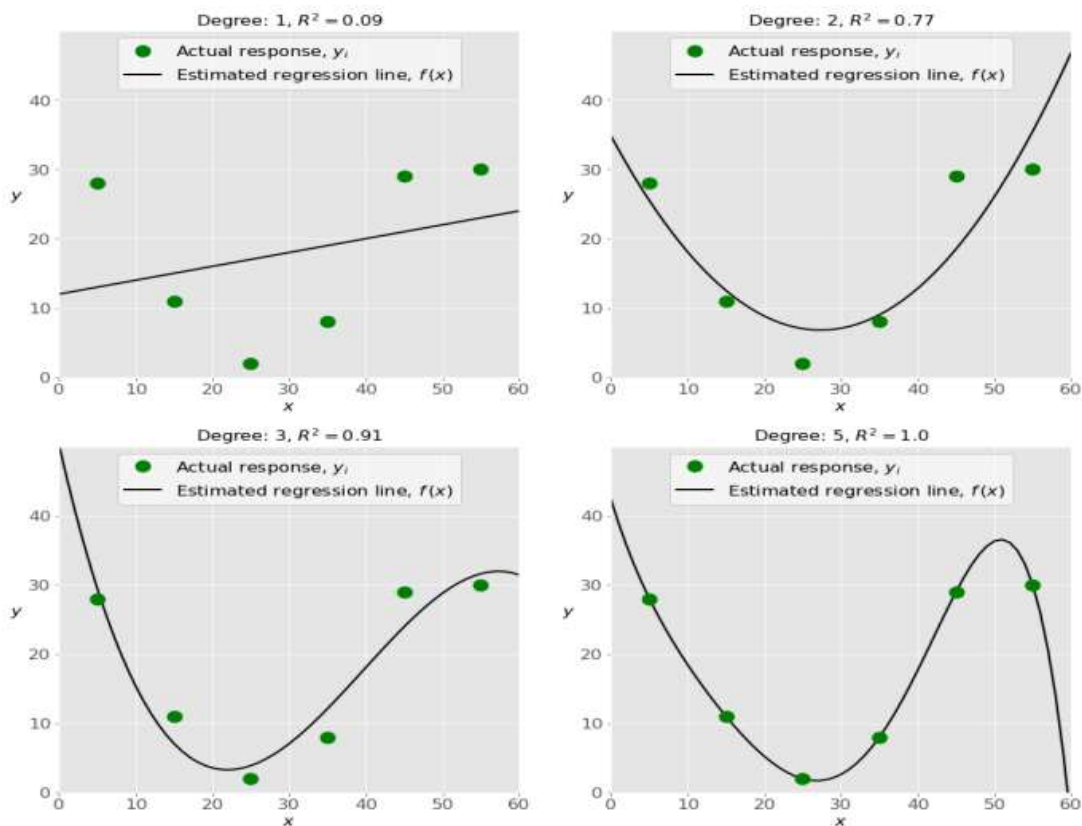 Degree: 1, R² = 0.09
Actual response, yᵢ
Estimated regression line, f(x)
40
30
y
20
10
0
0 10 20 30 40 50 60
x
Degree: 2, R² = 0.77
Actual response, yᵢ
Estimated regression line, f(x)
40
30
y
20
10
0
0 10 20 30 40 50 60
x
Degree: 3, R² = 0.91
Actual response, yᵢ
Estimated regression line, f(x)
40
30
y
20
10
0
0 10 20 30 40 50 60
x
Degree: 5, R² = 1.0
Actual response, yᵢ
Estimated regression line, f(x)
40
30
y
20
10
0
0 10 20 30 40 50 60
x